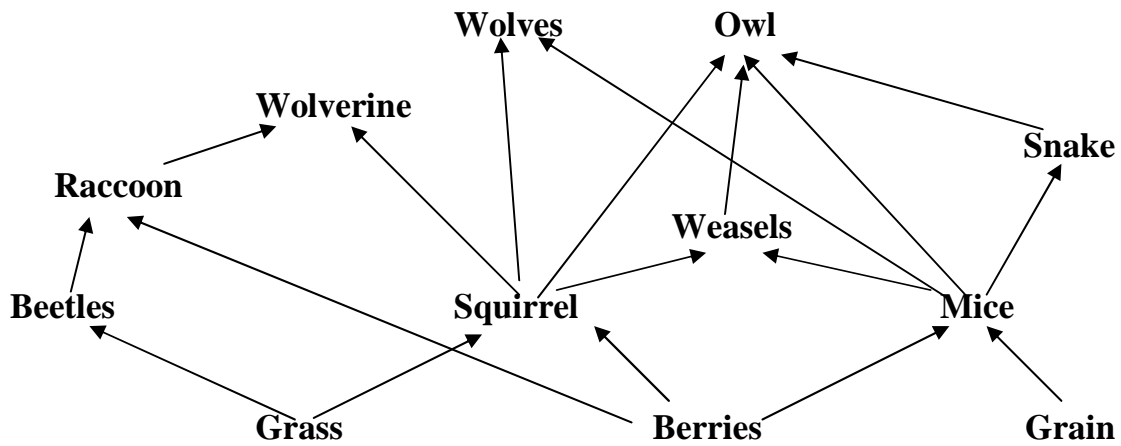 Wolves Owl
Wolverine
Snake
Raccoon
Weasels
Beetles Squirrel Mice
Grass Berries Grain